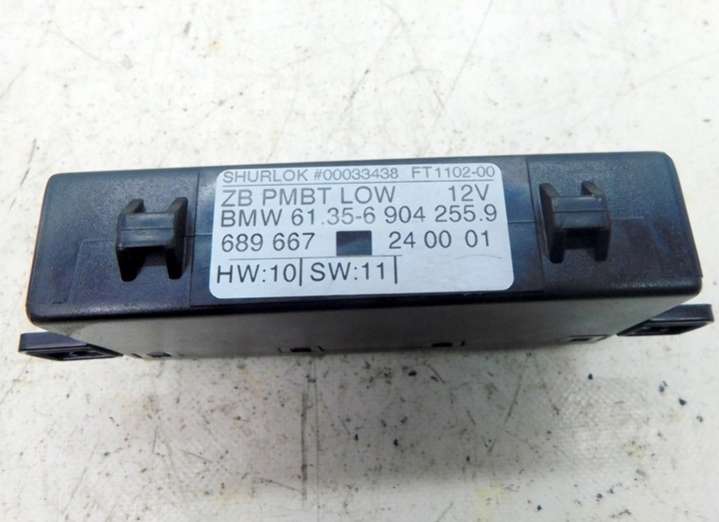 SHURLOK #00033438 FT1102-00
ZB PMBT LOW 12V
BMW 61.35-6 904 255.9
689 667 24 00 01
HW:10 SW:11